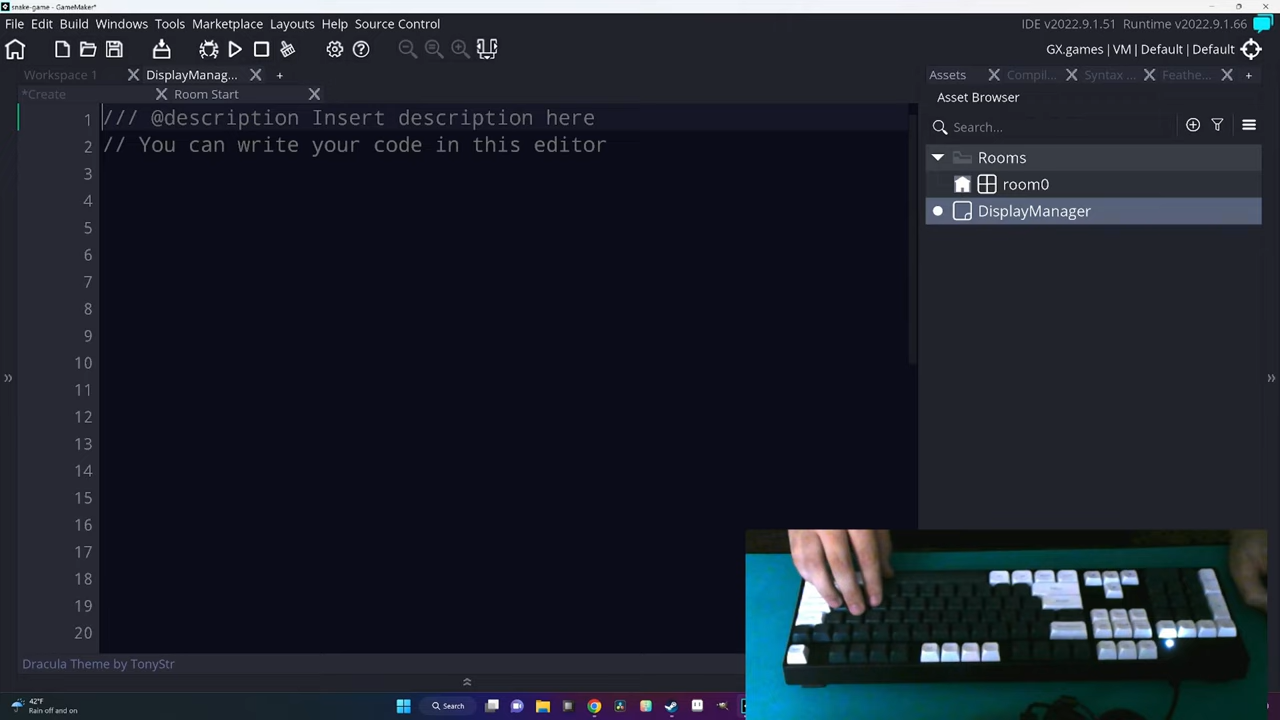 snake-game - GameMaker*
File Edit Build Windows Tools Marketplace Layouts Help Source Control
IDE v2022.9.1.51 Runtime v2022.9.1.66
GX.games | VM | Default | Default
Workspace 1
DisplayManag...
Assets
Compil...
Syntax ...
Feathe...
*Create
Room Start
Asset Browser
1 /// @description Insert description here
2 // You can write your code in this editor
3
4
5
6
7
8
9
10
11
12
13
14
15
16
17
18
19
20
Search...
Rooms
room0
DisplayManager
Dracula Theme by TonyStr
42°F
Rain off and on
Search